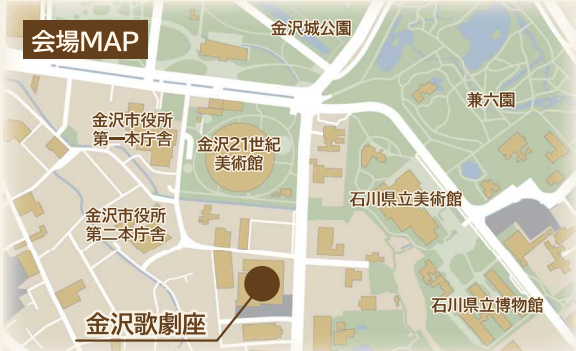 会場MAP
金沢城公園
兼六園
金沢市役所
第一本庁舎
金沢21世紀
美術館
石川県立美術館
金沢市役所
第二本庁舎
石川県立博物館
金沢歌劇座